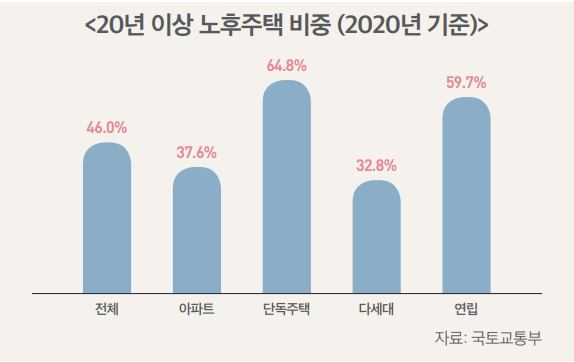 <20년 이상 노후주택 비중 (2020년 기준)>
46.0%
37.6%
64.8%
32.8%
59.7%
전체
아파트
단독주택
다세대
연립
자료: 국토교통부